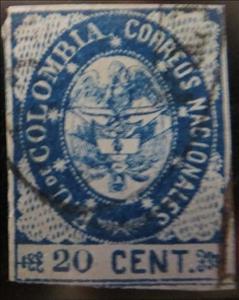 E.U. DE COLOMBIA CORREOS NACIONALES
20 CENT.